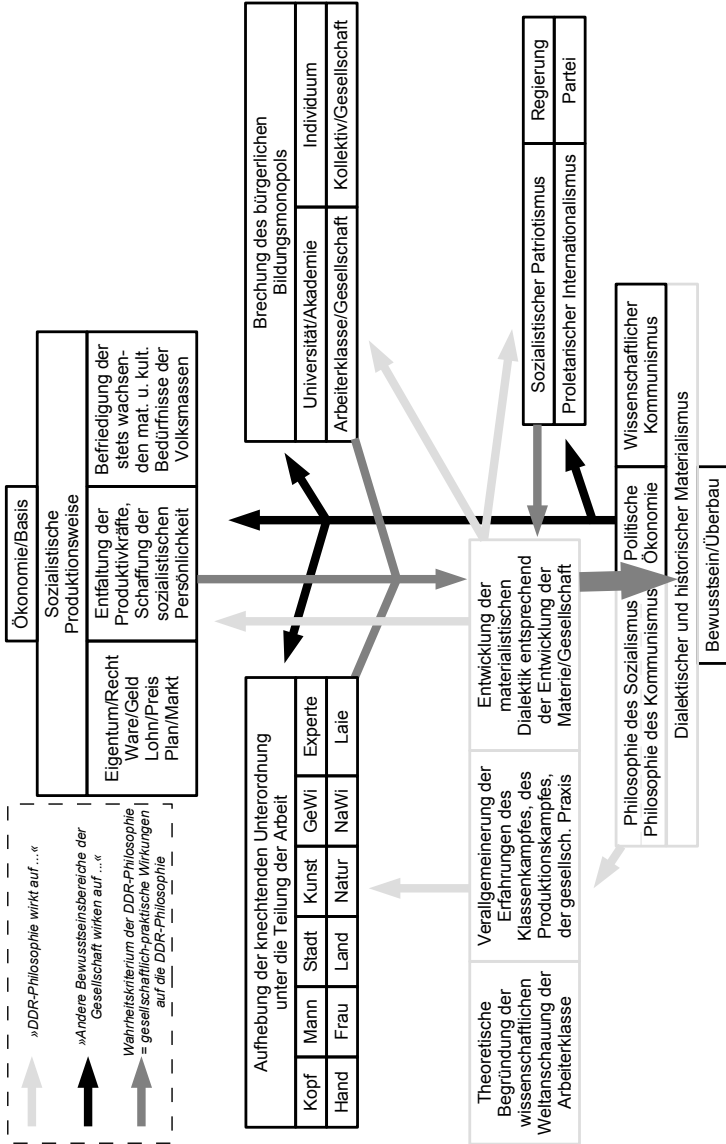 »DDR-Philosophie wirkt auf ...«
»Andere Bewusstseinsbereiche der
Gesellschaft wirken auf ...«
Wahrheitskriterium der DDR-Philosophie
= gesellschaftlich-praktische Wirkungen
auf die DDR-Philosophie
Ökonomie/Basis
Sozialistische
Produktionsweise
Eigentum/Recht
Ware/Geld
Lohn/Preis
Plan/Markt
Entfaltung der
Produktivkräfte,
Schaffung der
sozialistischen
Persönlichkeit
Befriedigung der
stets wachsen-
den mat. u. kult.
Bedürfnisse der
Volksmassen
Aufhebung der knechtenden Unterordnung
unter die Teilung der Arbeit
Kopf Mann Stadt Kunst GeWi Experte
Hand Frau Land Natur NaWi Laie
Brechung des bürgerlichen
Bildungsmonopols
Universität/Akademie Individuum
Arbeiterklasse/Gesellschaft Kollektiv/Gesellschaft
Theoretische
Begründung der
wissenschaftlichen
Weltanschauung der
Arbeiterklasse
Verallgemeinerung der
Erfahrungen des
Klassenkampfes, des
Produktionskampfes,
der gesellsch. Praxis
Entwicklung der
materialistischen
Dialektik entsprechend
der Entwicklung der
Materie/Gesellschaft
Sozialistischer Patriotismus Regierung
Proletarischer Internationalismus Partei
Philosophie des Sozialismus
Philosophie des Kommunismus
Politische
Ökonomie
Wissenschaftlicher
Kommunismus
Dialektischer und historischer Materialismus
Bewusstsein/Überbau